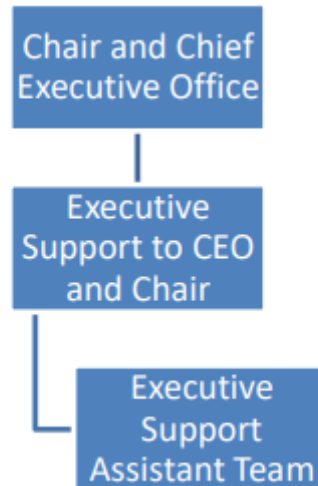 Chair and Chief
Executive Office
Executive
Support to CEO
and Chair
Executive
Support
Assistant Team